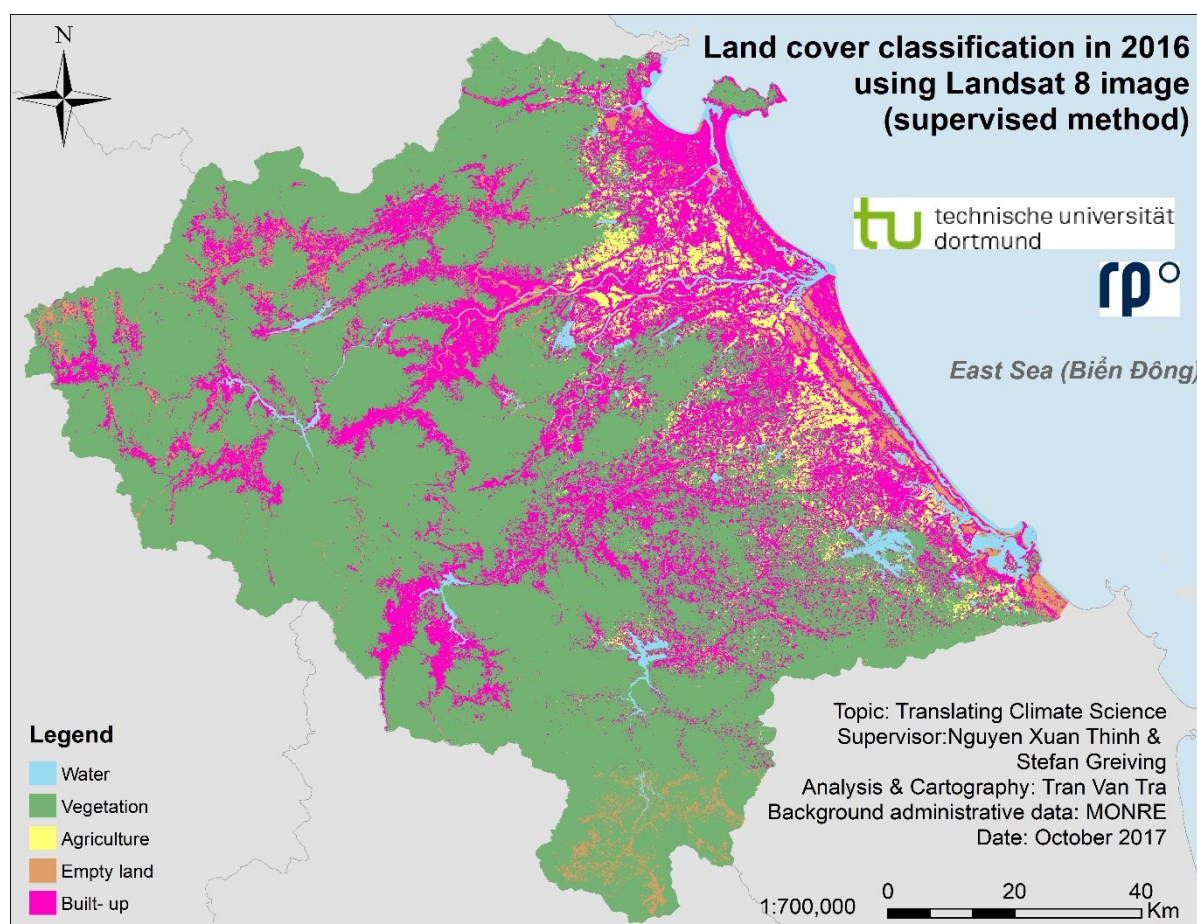 N
Land cover classification in 2016
using Landsat 8 image
(supervised method)
tu technische universität
dortmund
rp
East Sea (Biển Đông)
Legend
Water
Vegetation
Agriculture
Empty land
Built- up
Topic: Translating Climate Science
Supervisor:Nguyen Xuan Thinh &
Stefan Greiving
Analysis & Cartography: Tran Van Tra
Background administrative data: MONRE
Date: October 2017
1:700,000
0 20 40
Km